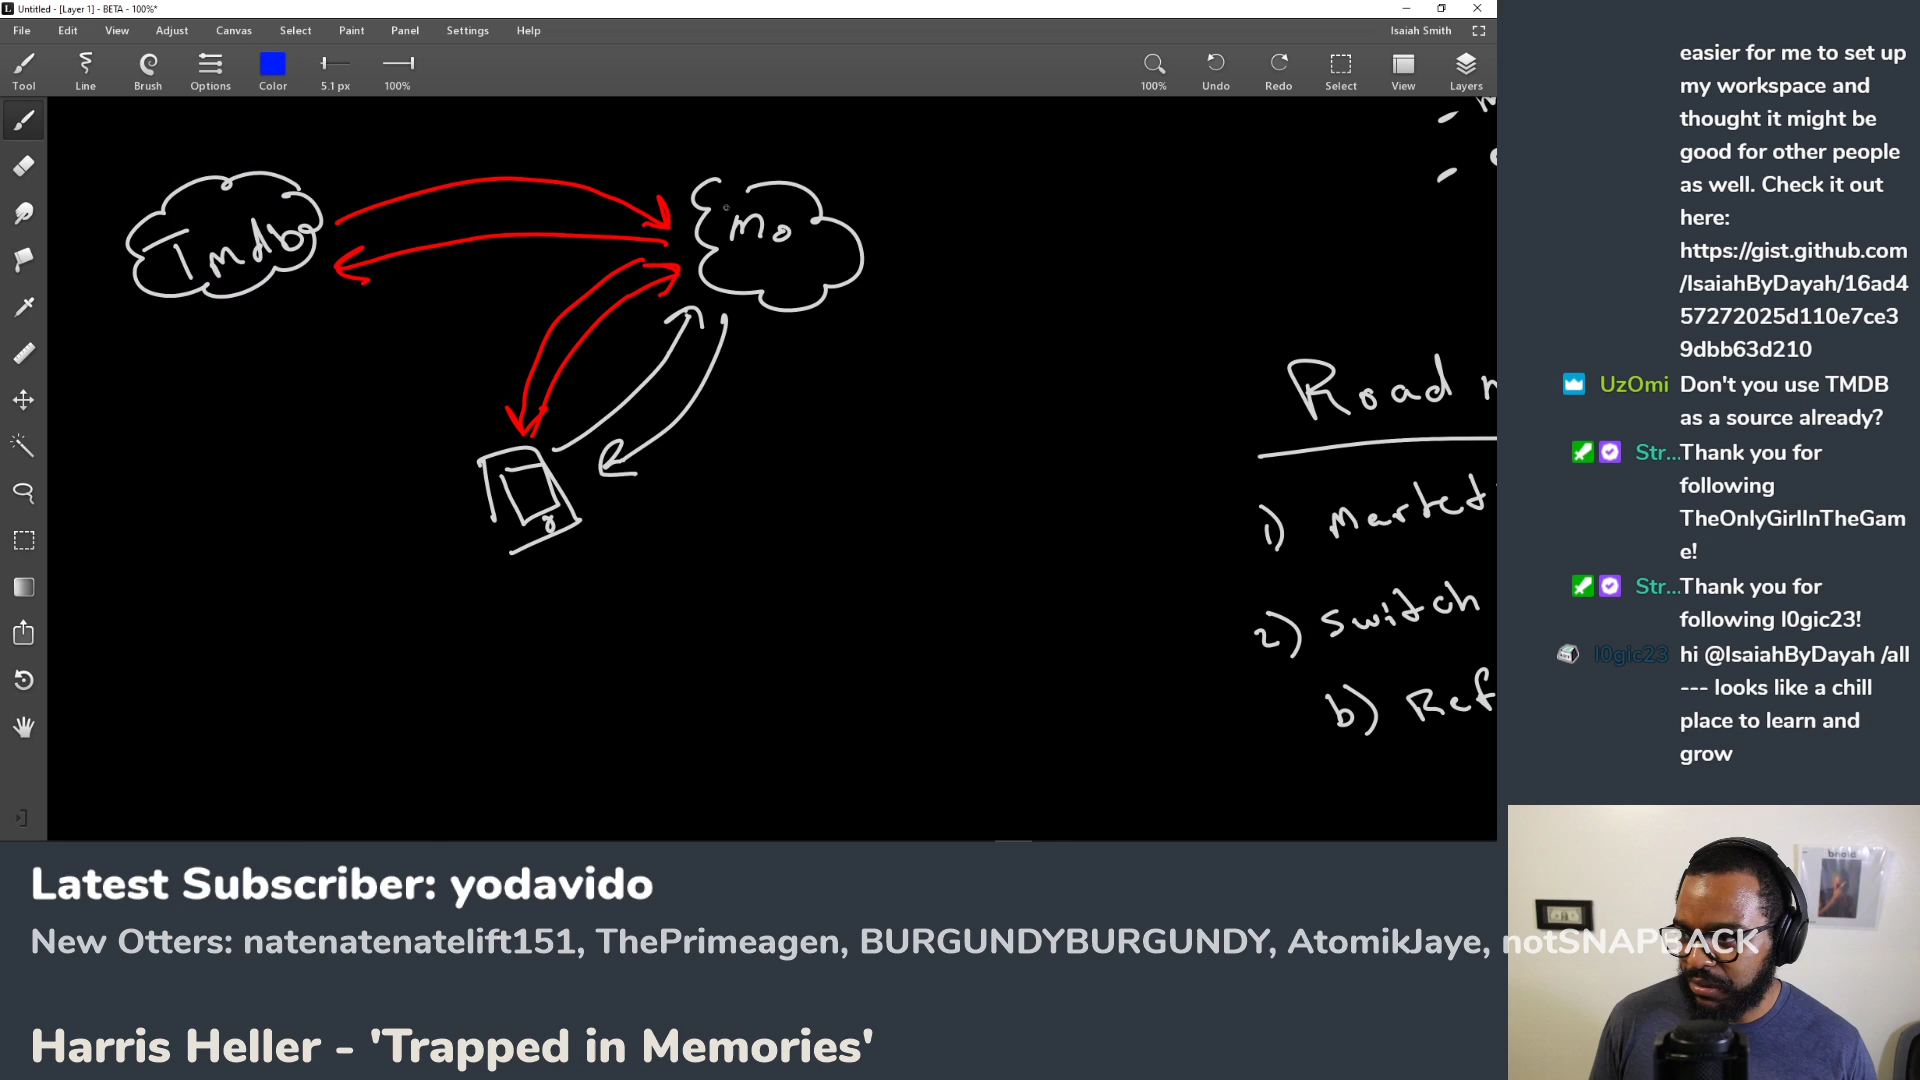 Untitled - [Layer 1] - BETA - 100%*
File Edit View Adjust Canvas Select Paint Panel Settings Help
Isaiah Smith
Tool Line Brush Options Color 5.1 px 100%
100% Undo Redo Select View Layers
Tmdb
mo
Road
1) Market
2) Switch
b) Ref
easier for me to set up
my workspace and
thought it might be
good for other people
as well. Check it out
here:
https://gist.github.com
/IsaiahByDayah/16ad4
57272025d110e7ce3
9dbb63d210
UzOmi Don't you use TMDB
as a source already?
Str... Thank you for
following
TheOnlyGirlInTheGam
e!
Str... Thank you for
following l0gic23!
l0gic23 hi @IsaiahByDayah /all
--- looks like a chill
place to learn and
grow
Latest Subscriber: yodavido
New Otters: natenatenatelift151, ThePrimeagen, BURGUNDYBURGUNDY, AtomikJaye, notSNAPBACK
Harris Heller - 'Trapped in Memories'